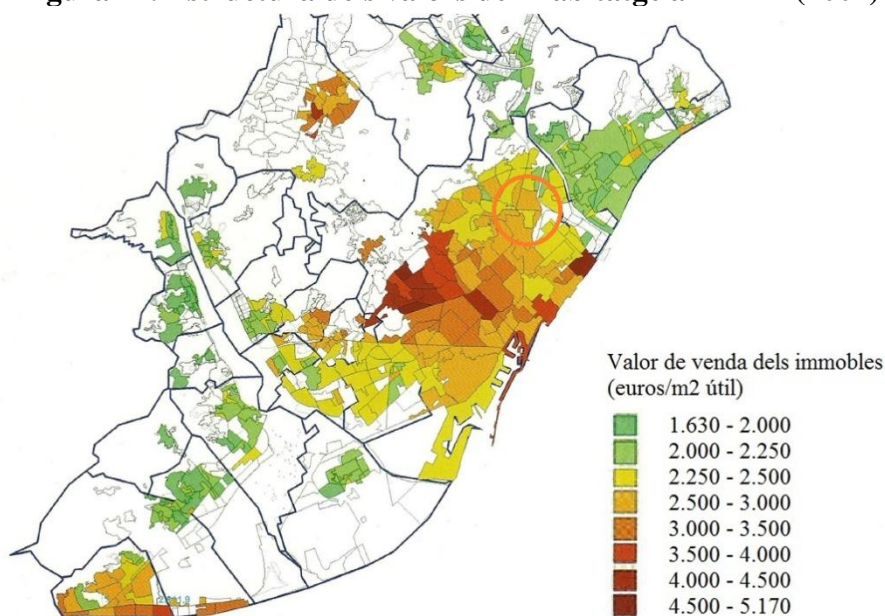 Valor de venda dels immobles
(euros/m2 útil)
1.630 - 2.000
2.000 - 2.250
2.250 - 2.500
2.500 - 3.000
3.000 - 3.500
3.500 - 4.000
4.000 - 4.500
4.500 - 5.170